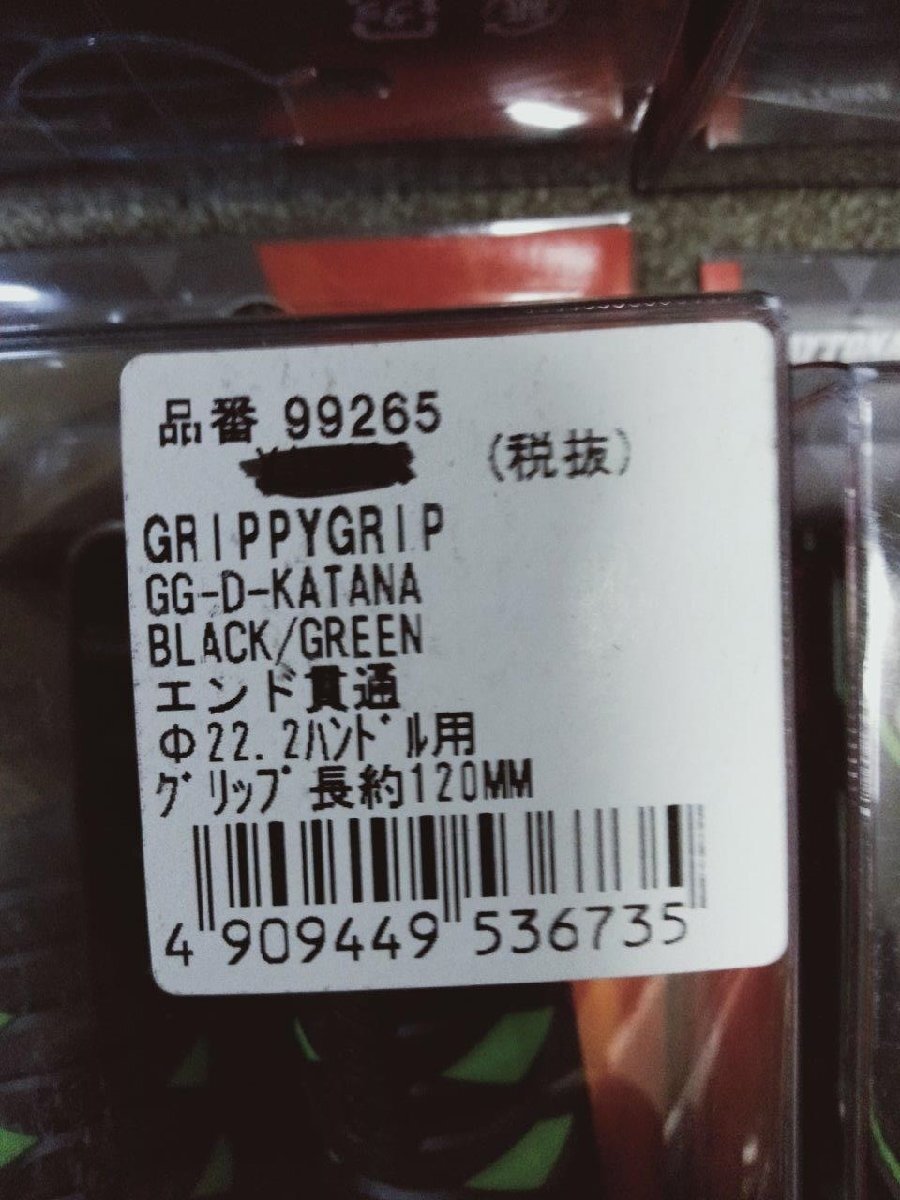 品番 99265
(税抜)
GRIPPYGRIP
GG-D-KATANA
BLACK/GREEN
エンド貫通
Φ22.2ﾊﾝﾄﾞﾙ用
ｸﾞﾘｯﾌﾟ長約120MM
4 909449 536735